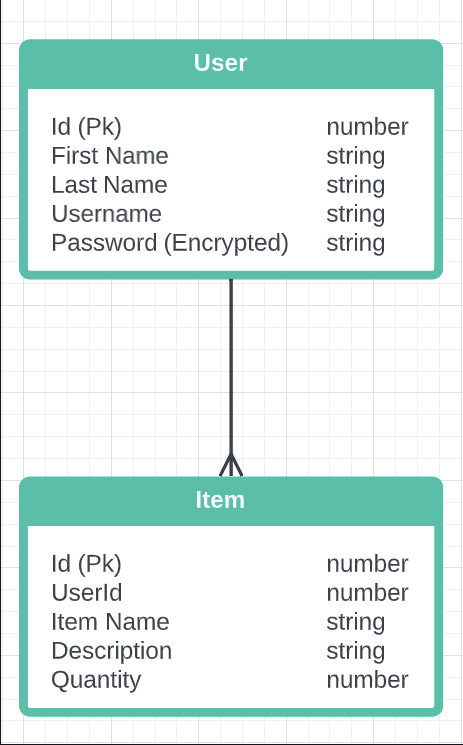 User
Id (Pk) number
First Name string
Last Name string
Username string
Password (Encrypted) string
Item
Id (Pk) number
UserId number
Item Name string
Description string
Quantity number